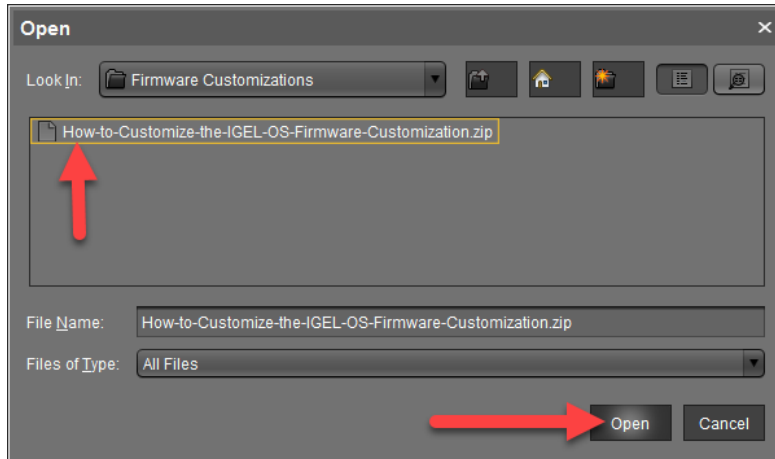 Open
Look In: Firmware Customizations
How-to-Customize-the-IGEL-OS-Firmware-Customization.zip
File Name: How-to-Customize-the-IGEL-OS-Firmware-Customization.zip
Files of Type: All Files
Open Cancel